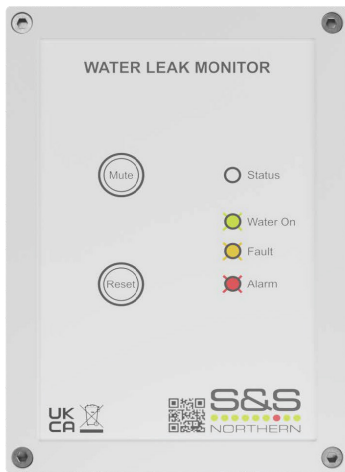 WATER LEAK MONITOR
Mute
Status
Water On
Fault
Reset
Alarm
UK
CA
S&S
NORTHERN